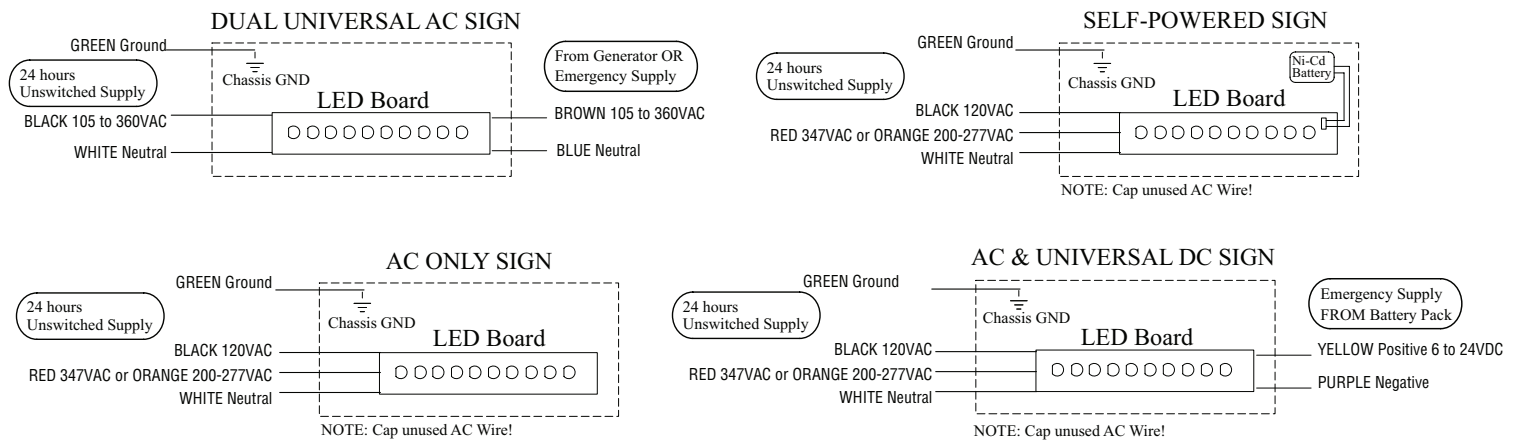 DUAL UNIVERSAL AC SIGN
GREEN Ground
24 hours
Unswitched Supply
Chassis GND
From Generator OR
Emergency Supply
LED Board
BLACK 105 to 360VAC
BROWN 105 to 360VAC
WHITE Neutral
BLUE Neutral
SELF-POWERED SIGN
GREEN Ground
24 hours
Unswitched Supply
Chassis GND
Ni-Cd
Battery
LED Board
BLACK 120VAC
RED 347VAC or ORANGE 200-277VAC
WHITE Neutral
NOTE: Cap unused AC Wire!
AC ONLY SIGN
GREEN Ground
24 hours
Unswitched Supply
Chassis GND
LED Board
BLACK 120VAC
RED 347VAC or ORANGE 200-277VAC
WHITE Neutral
NOTE: Cap unused AC Wire!
AC & UNIVERSAL DC SIGN
GREEN Ground
24 hours
Unswitched Supply
Chassis GND
Emergency Supply
FROM Battery Pack
LED Board
BLACK 120VAC
YELLOW Positive 6 to 24VDC
RED 347VAC or ORANGE 200-277VAC
PURPLE Negative
WHITE Neutral
NOTE: Cap unused AC Wire!